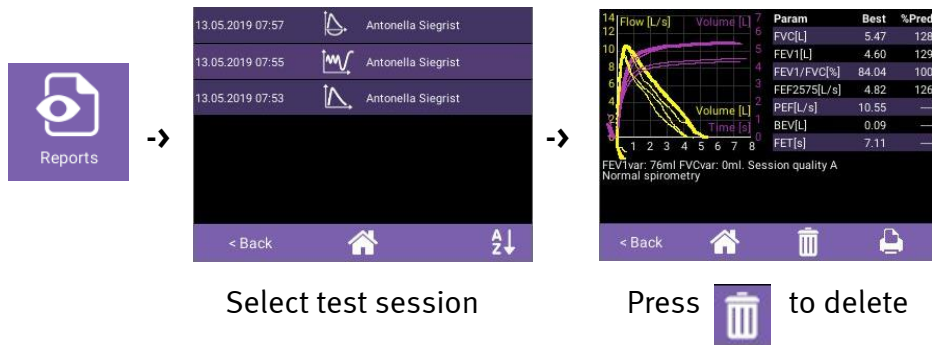 Reports
->
13.05.2019 07:57 Antonella Siegrist
13.05.2019 07:55 Antonella Siegrist
13.05.2019 07:53 Antonella Siegrist
< Back
A
Z
Select test session
->
14 Flow [L/s] Volume [L] 7
12 6
10 5
8 4
6 3
4 Volume [L] 2
2 Time [s] 1
0 0
1 2 3 4 5 6 7 8
Param Best %Pred
FVC[L] 5.47 128
FEV1[L] 4.60 129
FEV1/FVC[%] 84.04 100
FEF2575[L/s] 4.82 126
PEF[L/s] 10.55 —
BEV[L] 0.09 —
FET[s] 7.11 —
FEV1var: 76ml FVCvar: 0ml. Session quality A
Normal spirometry
< Back
Press to delete